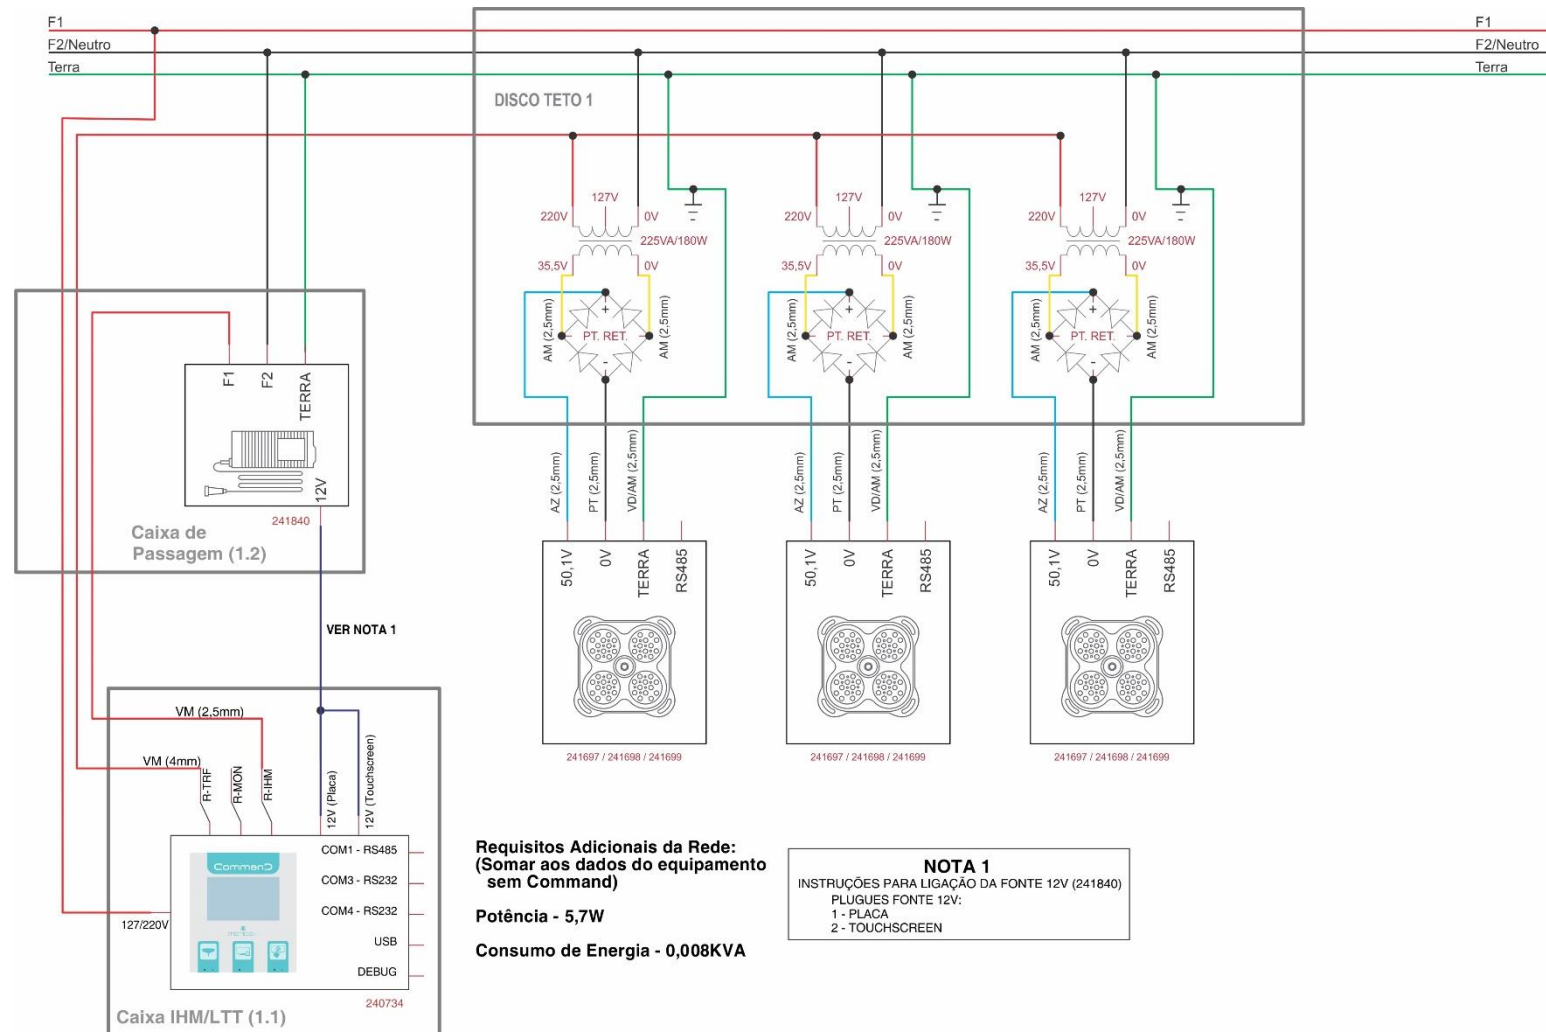 F1
F2/Neutro
Terra
F1
F2/Neutro
Terra
DISCO TETO 1
127V
220V
0V
225VA/180W
35,5V
0V
AM (2,5mm)
PT. RET.
AM (2,5mm)
+
-
127V
220V
0V
225VA/180W
35,5V
0V
AM (2,5mm)
PT. RET.
AM (2,5mm)
+
-
127V
220V
0V
225VA/180W
35,5V
0V
AM (2,5mm)
PT. RET.
AM (2,5mm)
+
-
F1
F2
TERRA
12V
241840
Caixa de
Passagem (1.2)
AZ (2,5mm)
PT (2,5mm)
VD/AM (2,5mm)
50,1V
0V
TERRA
RS485
241697 / 241698 / 241699
AZ (2,5mm)
PT (2,5mm)
VD/AM (2,5mm)
50,1V
0V
TERRA
RS485
241697 / 241698 / 241699
AZ (2,5mm)
PT (2,5mm)
VD/AM (2,5mm)
50,1V
0V
TERRA
RS485
241697 / 241698 / 241699
VER NOTA 1
VM (2,5mm)
VM (4mm)
R-TRF
R-MON
R-IHM
12V (Placa)
12V (Touchscreen)
CommanD
COM1 - RS485
COM3 - RS232
COM4 - RS232
USB
DEBUG
127/220V
240734
Caixa IHM/LTT (1.1)
Requisitos Adicionais da Rede:
(Somar aos dados do equipamento
sem Command)
Potência - 5,7W
Consumo de Energia - 0,008KVA
NOTA 1
INSTRUÇÕES PARA LIGAÇÃO DA FONTE 12V (241840)
PLUGUES FONTE 12V:
1 - PLACA
2 - TOUCHSCREEN